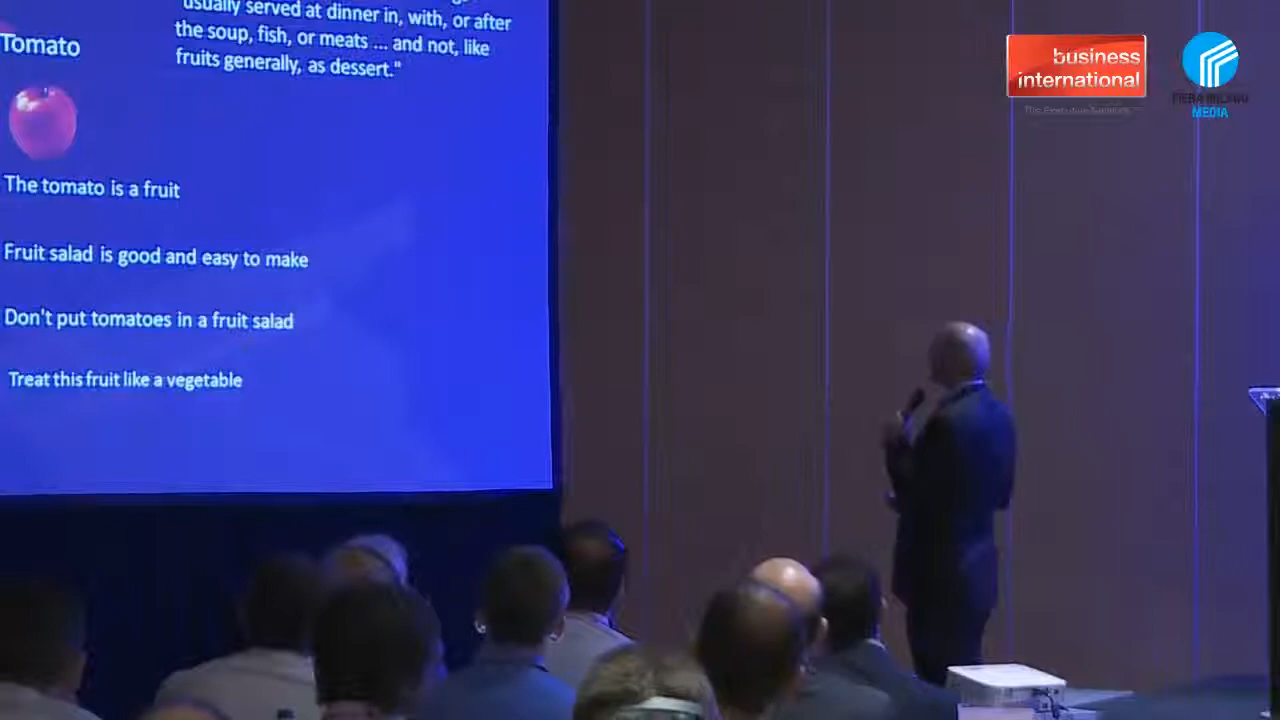 usually served at dinner in, with, or after
the soup, fish, or meats ... and not, like
fruits generally, as dessert."
Tomato
The tomato is a fruit
Fruit salad is good and easy to make
Don't put tomatoes in a fruit salad
Treat this fruit like a vegetable
business
international
FIERA MILANO
MEDIA